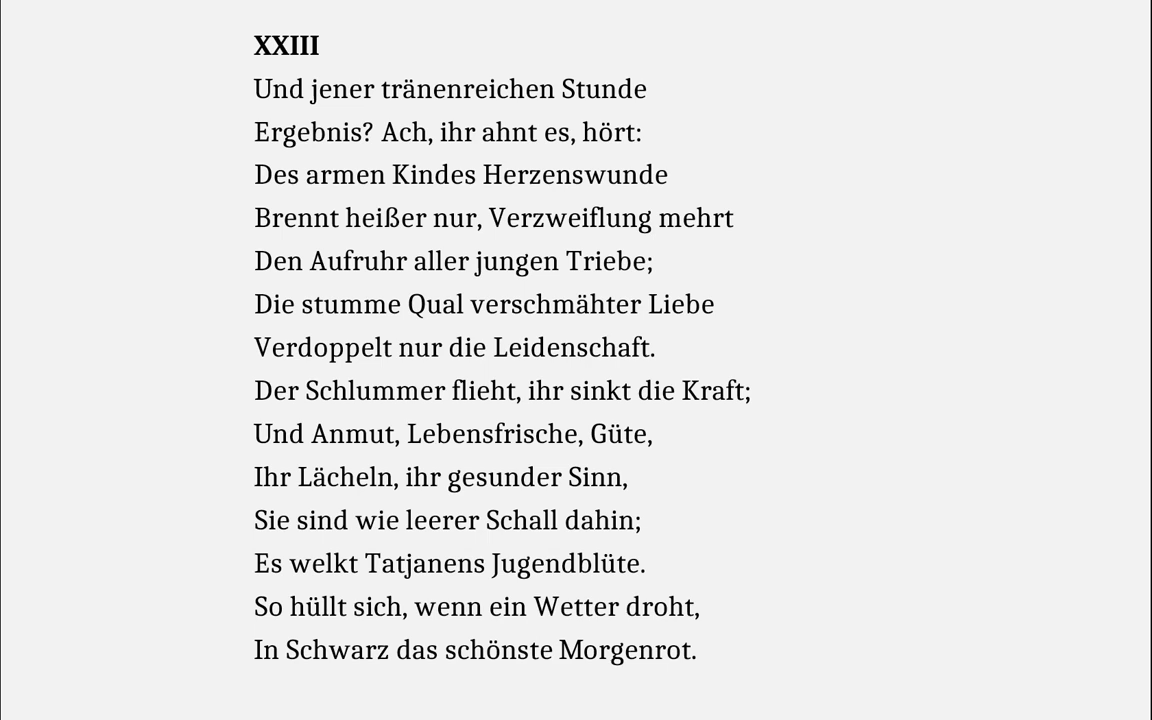 XXIII
Und jener tränenreichen Stunde
Ergebnis? Ach, ihr ahnt es, hört:
Des armen Kindes Herzenswunde
Brennt heißer nur, Verzweiflung mehrt
Den Aufruhr aller jungen Triebe;
Die stumme Qual verschmähter Liebe
Verdoppelt nur die Leidenschaft.
Der Schlummer flieht, ihr sinkt die Kraft;
Und Anmut, Lebensfrische, Güte,
Ihr Lächeln, ihr gesunder Sinn,
Sie sind wie leerer Schall dahin;
Es welkt Tatjanens Jugendblüte.
So hüllt sich, wenn ein Wetter droht,
In Schwarz das schönste Morgenrot.